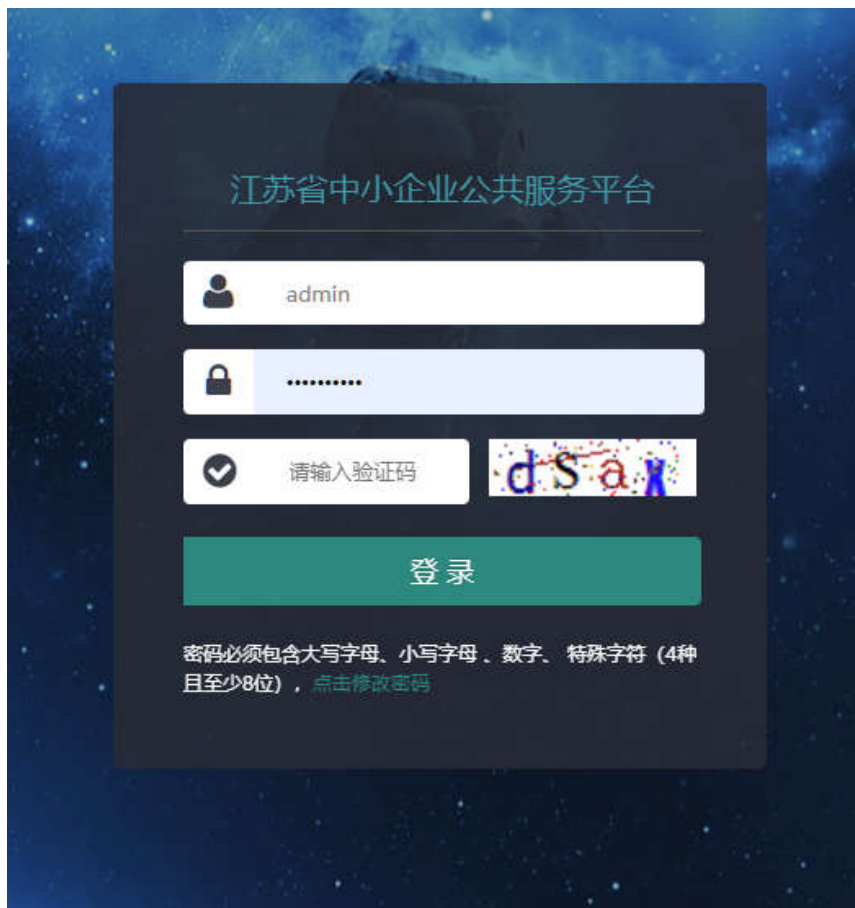 江苏省中小企业公共服务平台
admin
••••••••••
请输入验证码
dSax
登录
密码必须包含大写字母、小写字母 、数字、 特殊字符（4种
且至少8位），点击修改密码